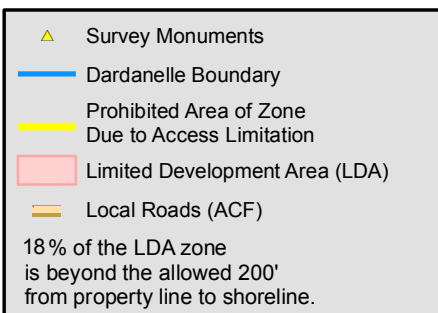 Survey Monuments
Dardanelle Boundary
Prohibited Area of Zone
Due to Access Limitation
Limited Development Area (LDA)
Local Roads (ACF)
18% of the LDA zone
is beyond the allowed 200'
from property line to shoreline.